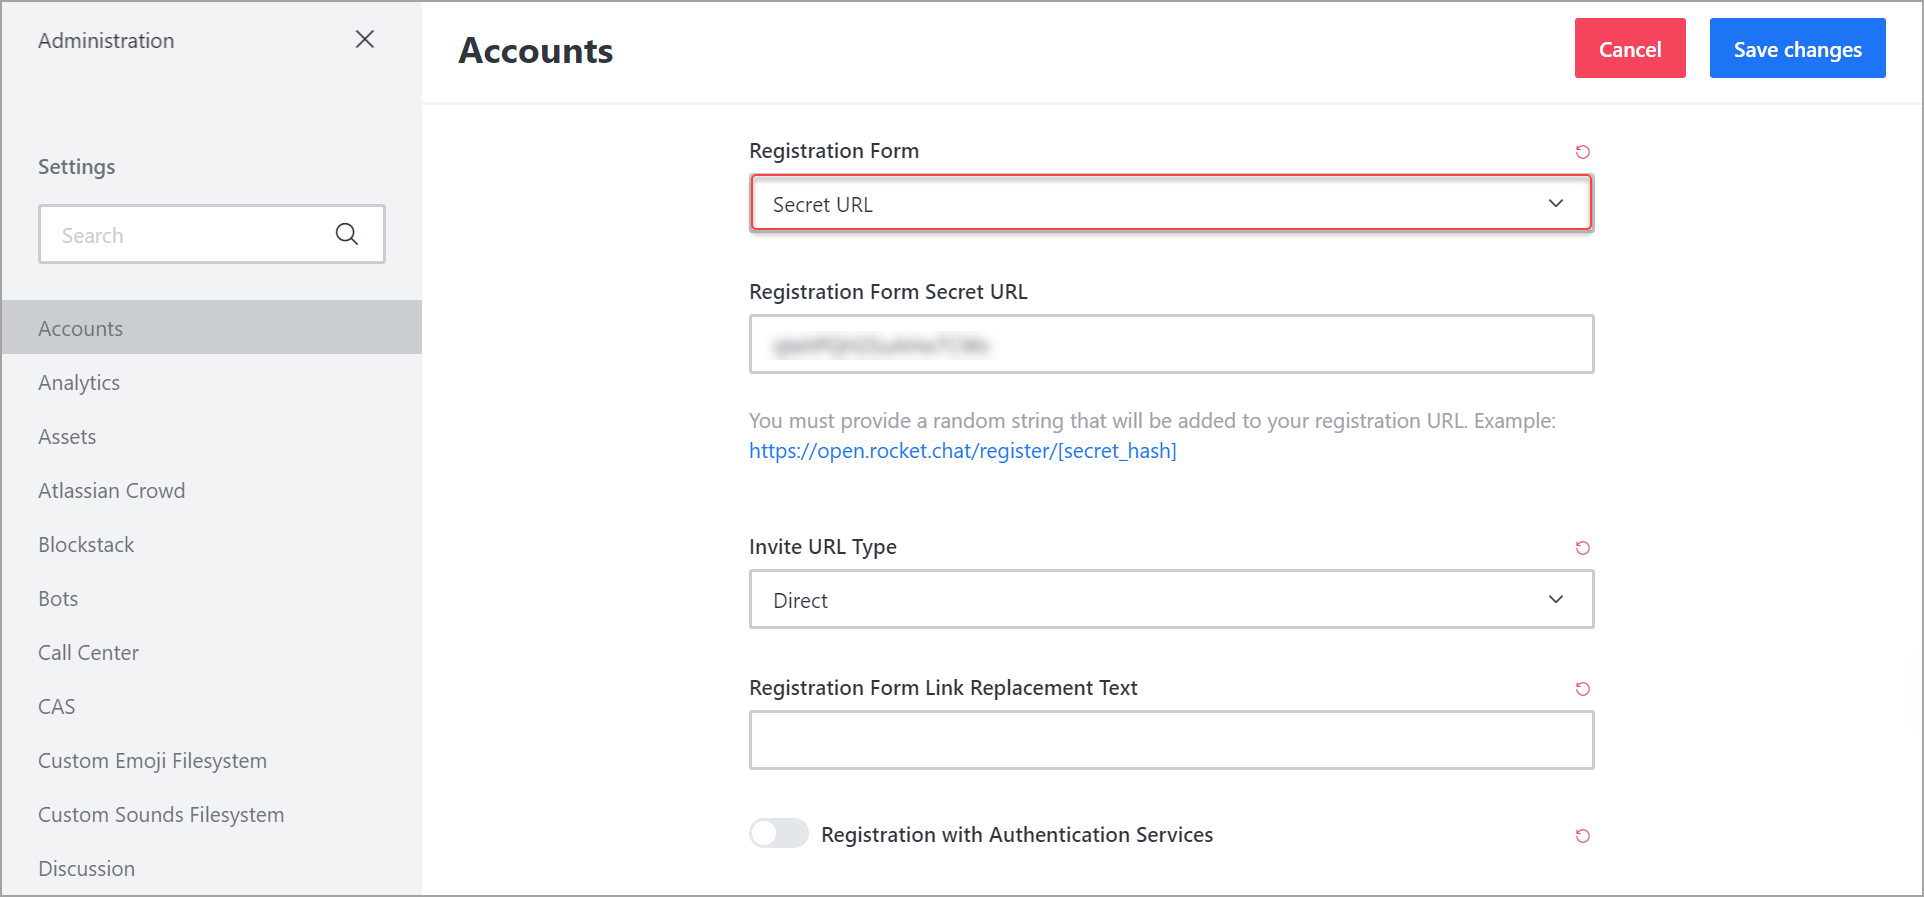 Administration
Settings
Search
Accounts
Analytics
Assets
Atlassian Crowd
Blockstack
Bots
Call Center
CAS
Custom Emoji Filesystem
Custom Sounds Filesystem
Discussion
Accounts
Cancel
Save changes
Registration Form
Secret URL
Registration Form Secret URL
You must provide a random string that will be added to your registration URL. Example:
https://open.rocket.chat/register/[secret_hash]
Invite URL Type
Direct
Registration Form Link Replacement Text
Registration with Authentication Services